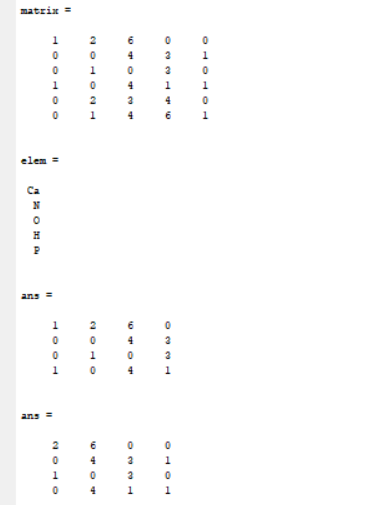 matrix =
1 2 6 0 0
0 0 4 3 1
0 1 0 3 0
1 0 4 1 1
0 2 3 4 0
0 1 4 6 1
elem =
Ca
N
O
H
P
ans =
1 2 6 0
0 0 4 3
0 1 0 3
1 0 4 1
ans =
2 6 0 0
0 4 3 1
1 0 3 0
0 4 1 1